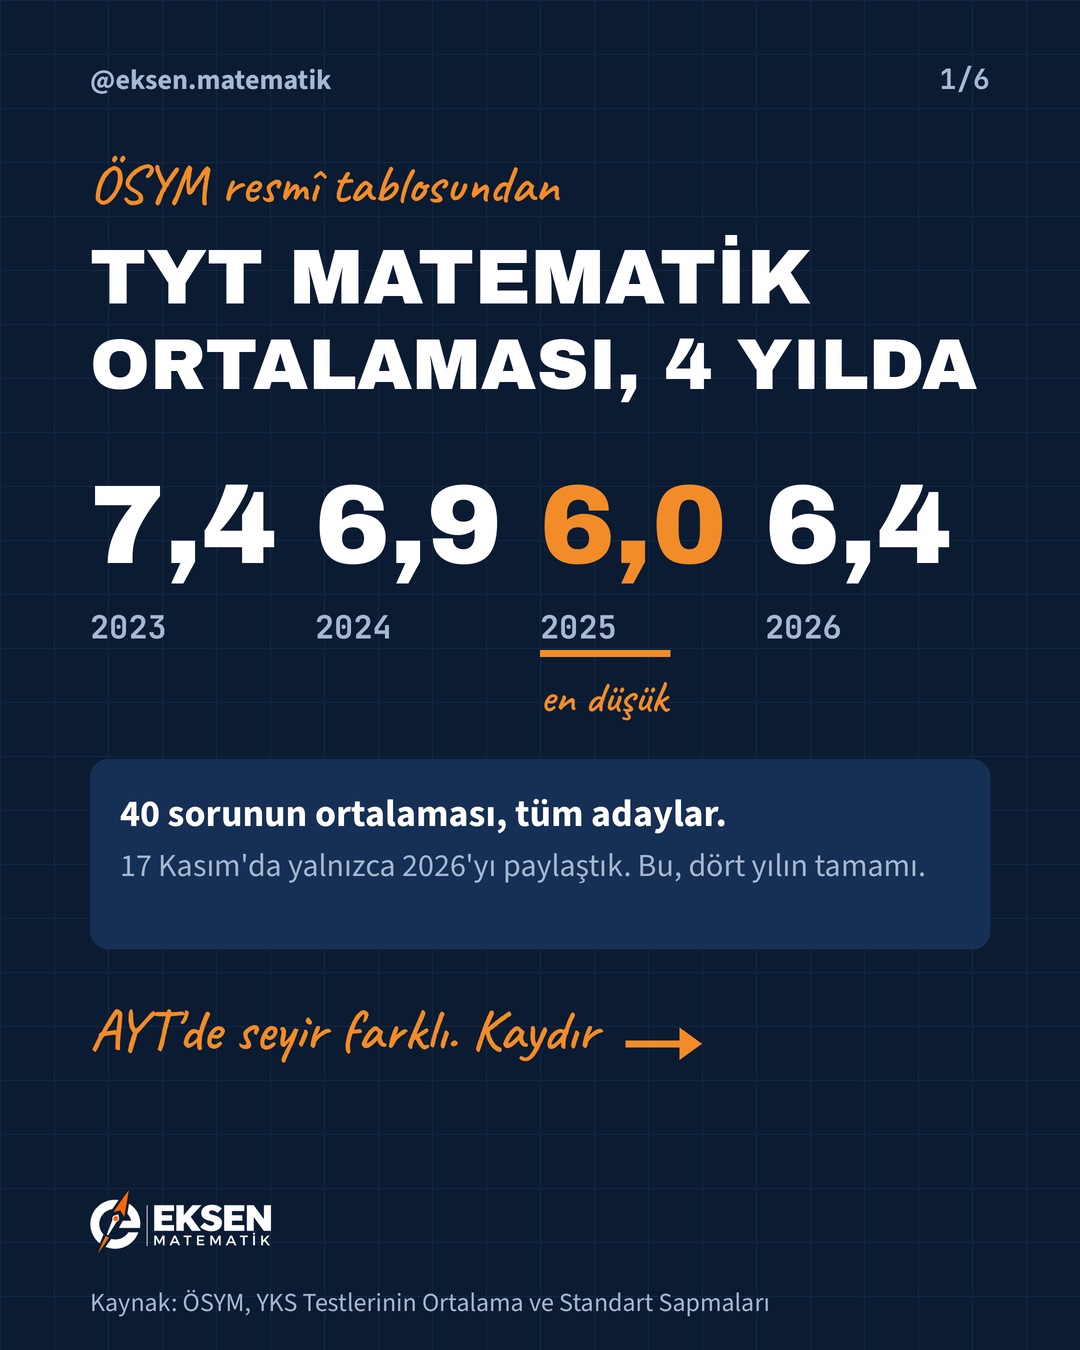 @eksen.matematik
1/6
ÖSYM resmî tablosundan
TYT MATEMATİK
ORTALAMASI, 4 YILDA
7,4 6,9 6,0 6,4
2023 2024 2025 2026
en düşük
40 sorunun ortalaması, tüm adaylar.
17 Kasım'da yalnızca 2026'yı paylaştık. Bu, dört yılın tamamı.
AYT'de seyir farklı. Kaydır
EKSEN
MATEMATİK
Kaynak: ÖSYM, YKS Testlerinin Ortalama ve Standart Sapmaları